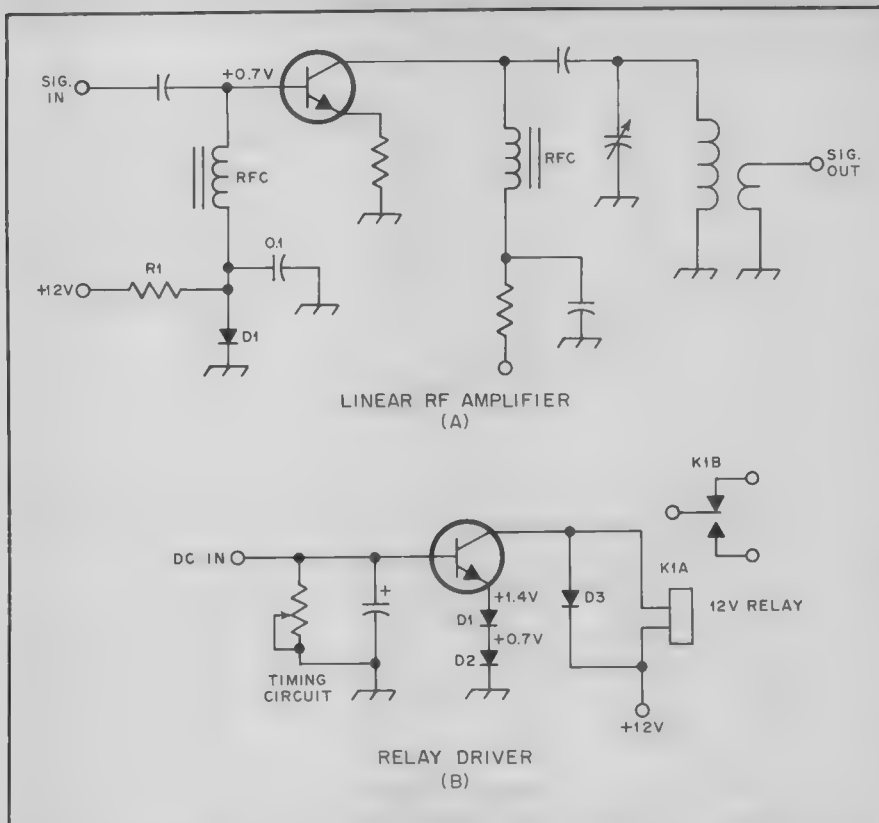 SIG. IN
+0.7V
RFC
RFC
SIG. OUT
0.1
R1
+12V
D1
LINEAR RF AMPLIFIER
(A)
K1B
DC IN
K1A
+1.4V
D1
D3
12V RELAY
+0.7V
D2
TIMING CIRCUIT
+
+12V
RELAY DRIVER
(B)